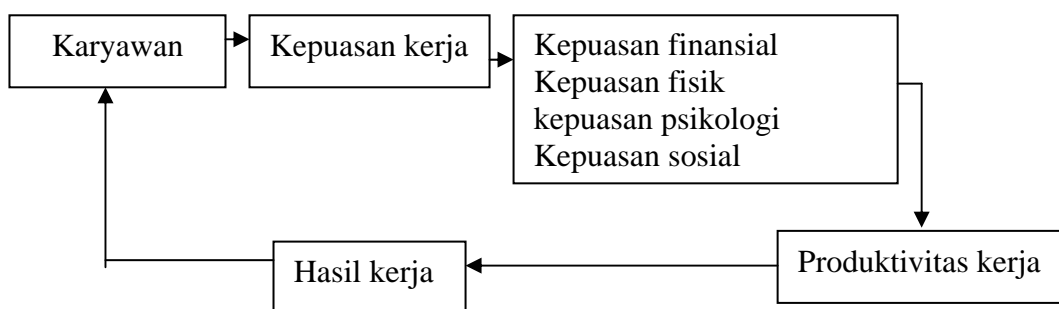 Karyawan
Kepuasan kerja
Kepuasan finansial
Kepuasan fisik
kepuasan psikologi
Kepuasan sosial
Produktivitas kerja
Hasil kerja